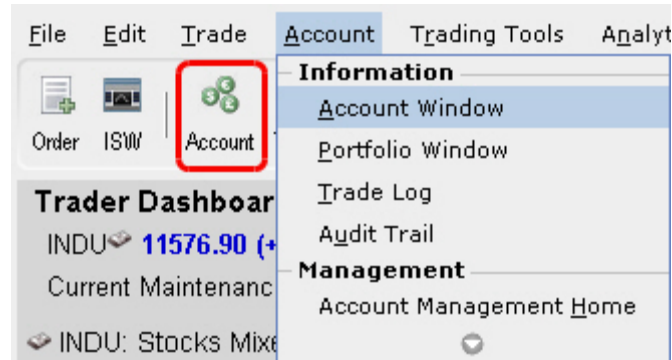 File Edit Trade Account Trading Tools Analyt
Information
Account Window
Order ISW Account
Portfolio Window
Trade Log
Trader Dashboar
Audit Trail
INDU 11576.90 (+
Management
Current Maintenanc
Account Management Home
INDU: Stocks Mixe